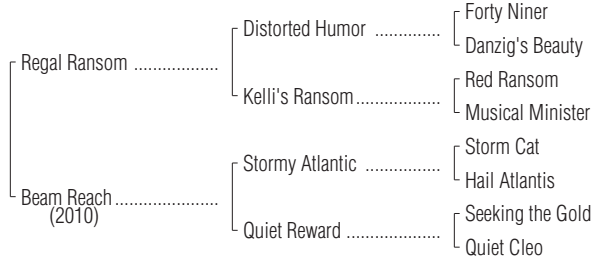 Forty Niner
Distorted Humor ..............
Danzig's Beauty
Regal Ransom ..................
Red Ransom
Kelli's Ransom..................
Musical Minister
Storm Cat
Stormy Atlantic ................
Hail Atlantis
Beam Reach......................
(2010)
Seeking the Gold
Quiet Reward ...................
Quiet Cleo